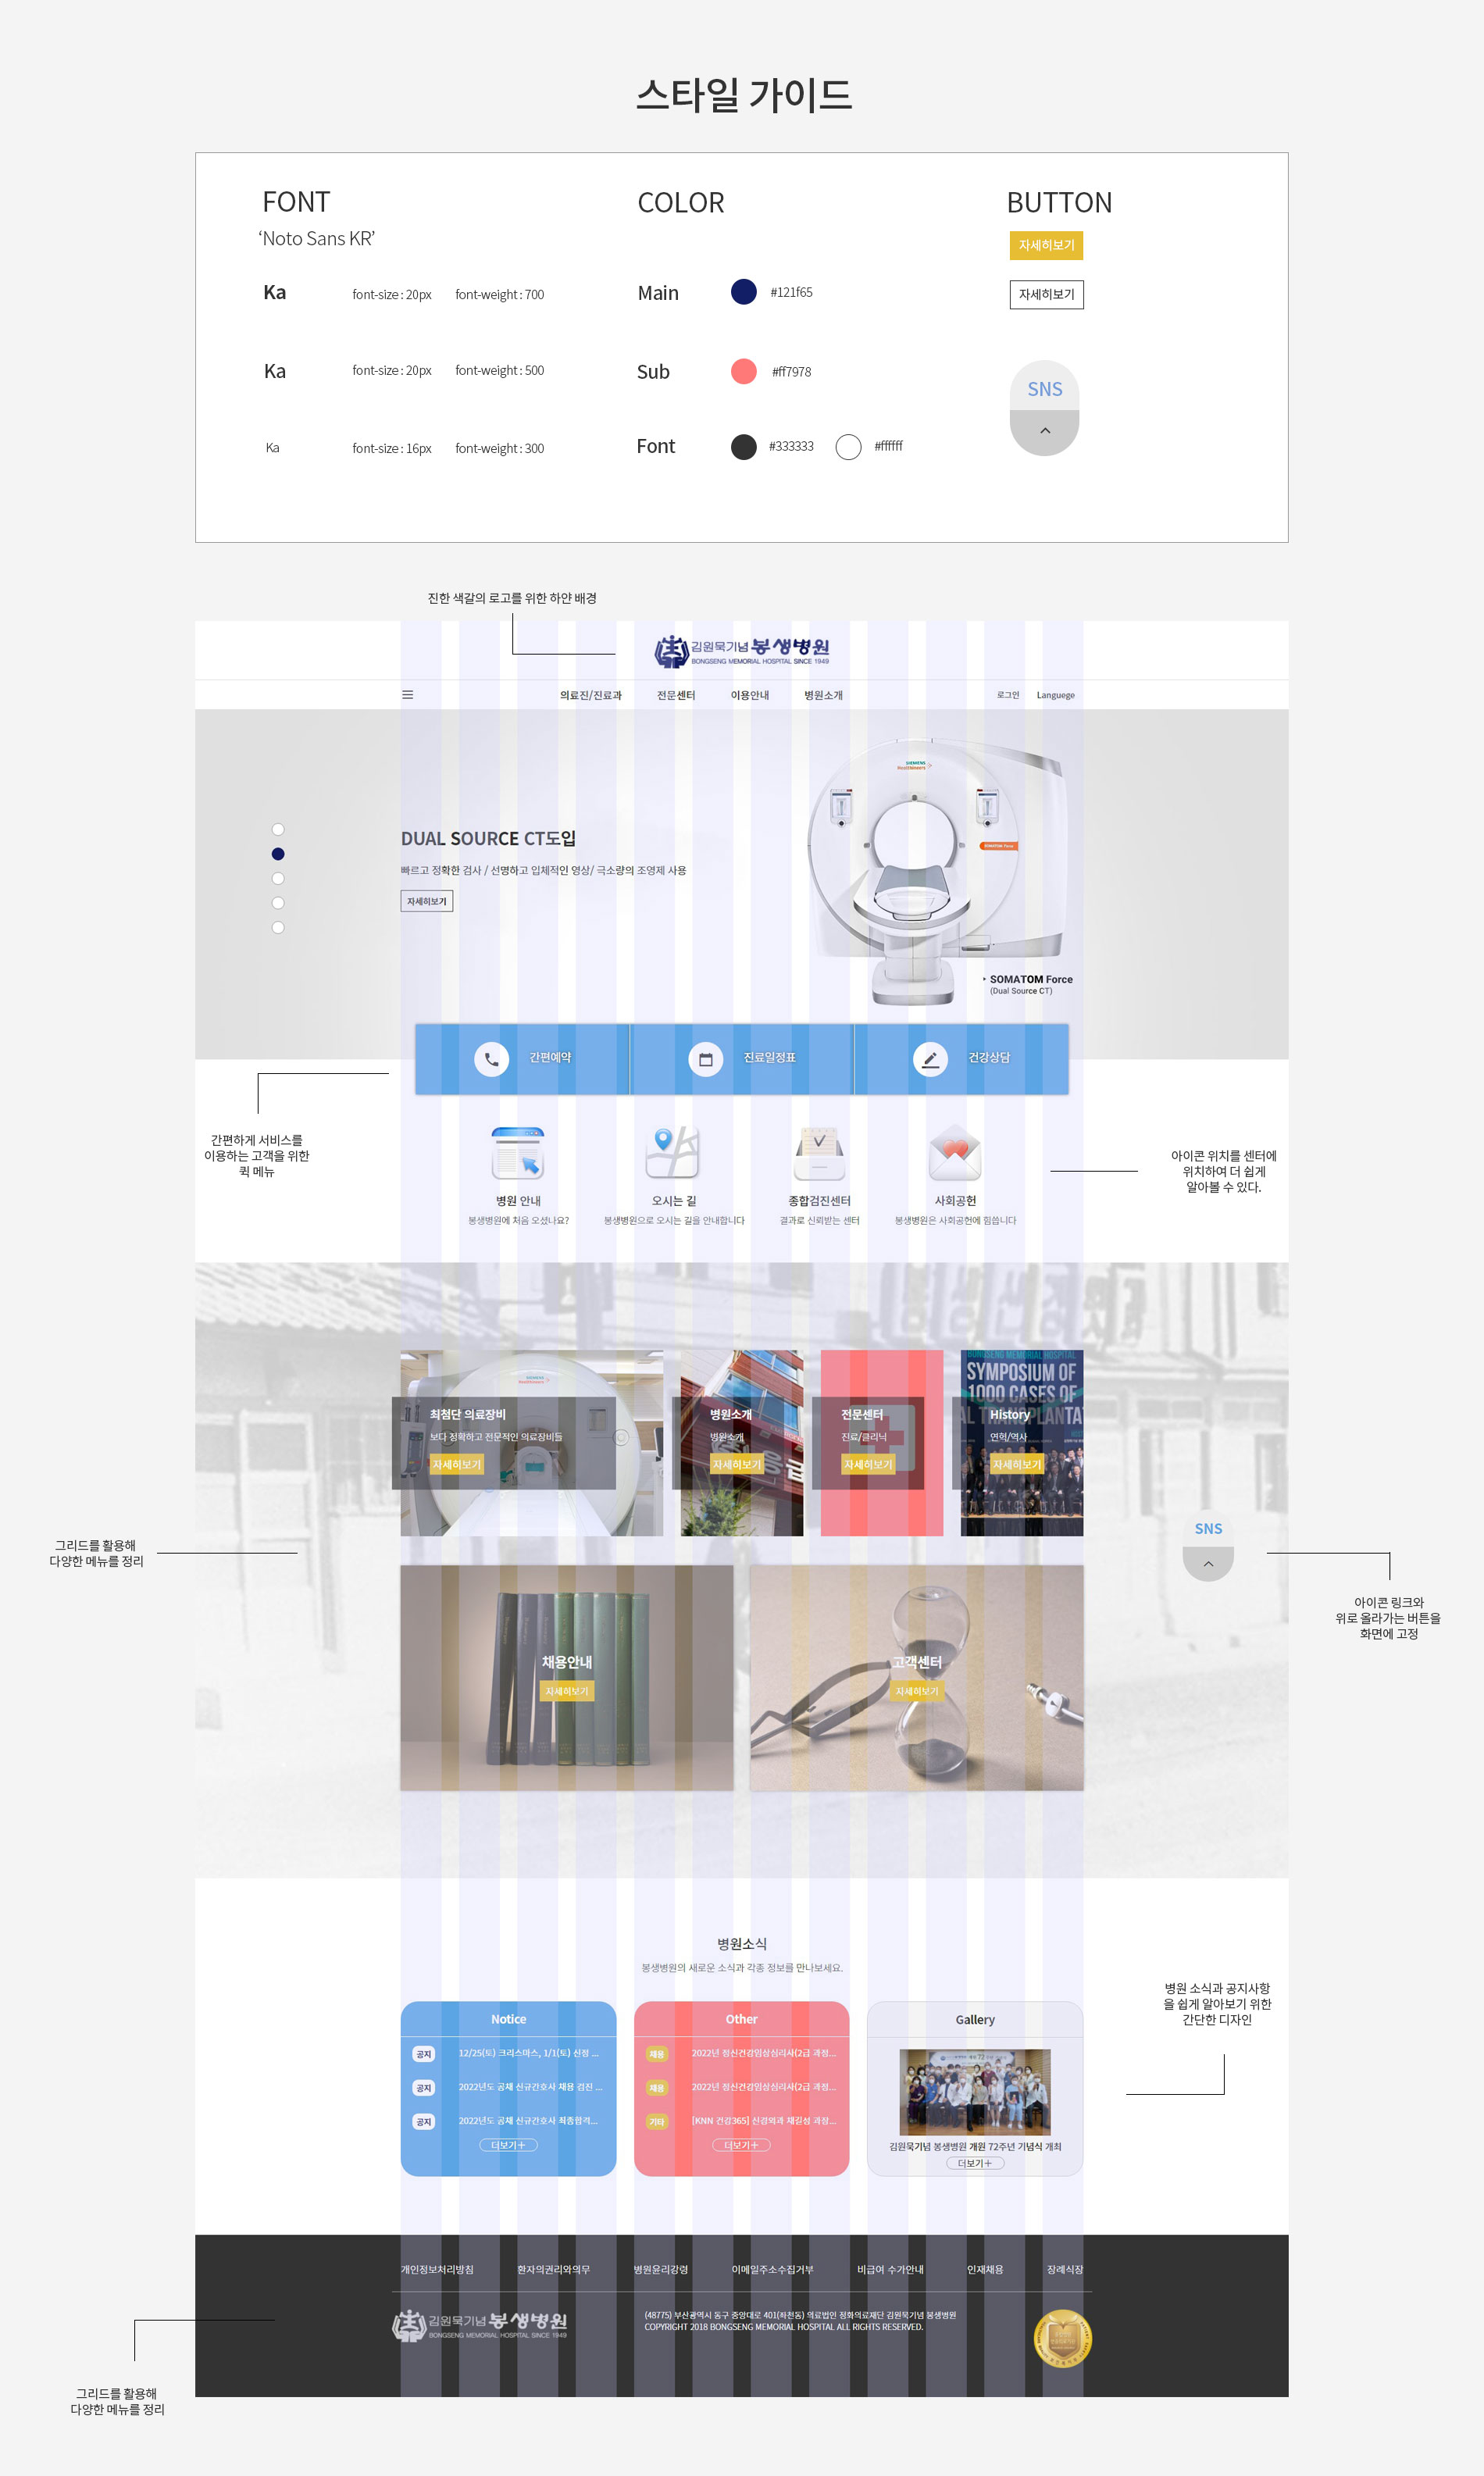 스타일 가이드
FONT
‘Noto Sans KR’
Ka font-size : 20px font-weight : 700
Ka font-size : 20px font-weight : 500
Ka font-size : 16px font-weight : 300
COLOR
Main #121f65
Sub #ff7978
Font #333333 #ffffff
BUTTON
자세히보기
자세히보기
SNS
진한 색갈의 로고를 위한 하얀 배경
김원묵기념 봉생병원
BONGSENG MEMORIAL HOSPITAL SINCE 1949
의료진/진료과 전문센터 이용안내 병원소개 로그인 Languege
SIEMENS
Healthineers
SOMATOM Force
DUAL SOURCE CT도입
빠르고 정확한 검사 / 선명하고 입체적인 영상/ 극소량의 조영제 사용
자세히보기
SOMATOM Force
(Dual Source CT)
간편예약 진료일정표 건강상담
간편하게 서비스를
이용하는 고객을 위한
퀵 메뉴
병원 안내
봉생병원에 처음 오셨나요?
오시는 길
봉생병원으로 오시는 길을 안내합니다
종합검진센터
결과로 신뢰받는 센터
사회공헌
봉생병원은 사회공헌에 힘씁니다
아이콘 위치를 센터에
위치하여 더 쉽게
알아볼 수 있다.
최첨단 의료장비
보다 정확하고 전문적인 의료장비들
자세히보기
병원소개
병원소개
자세히보기
응급
전문센터
진료/클리닉
자세히보기
BONGSENG MEMORIAL HOSPITAL
SYMPOSIUM OF
1000 CASES OF
AL TRANSPLANTA
History
연혁/역사
자세히보기
그리드를 활용해
다양한 메뉴를 정리
SNS
아이콘 링크와
위로 올라가는 버튼을
화면에 고정
채용안내
자세히보기
고객센터
자세히보기
병원소식
봉생병원의 새로운 소식과 각종 정보를 만나보세요.
Notice
공지 12/25(토) 크리스마스, 1/1(토) 신정 ...
공지 2022년도 공채 신규간호사 채용 검진 ...
공지 2022년도 공채 신규간호사 최종합격...
더보기+
Other
채용 2022년 정신건강임상심리사(2급 과정...
채용 2022년 정신건강임상심리사(2급 과정...
기타 [KNN 건강365] 신경외과 채길성 과장...
더보기+
Gallery
김원묵기념 봉생병원 개원 72주년 기념식 개최
더보기+
병원 소식과 공지사항
을 쉽게 알아보기 위한
간단한 디자인
개인정보처리방침 환자의권리와의무 병원윤리강령 이메일주소수집거부 비급여 수가안내 인재채용 장례식장
김원묵기념 봉생병원
BONGSENG MEMORIAL HOSPITAL SINCE 1949
(48775) 부산광역시 동구 중앙대로 401(좌천동) 의료법인 정화의료재단 김원묵기념 봉생병원
COPYRIGHT 2018 BONGSENG MEMORIAL HOSPITAL ALL RIGHTS RESERVED.
그리드를 활용해
다양한 메뉴를 정리